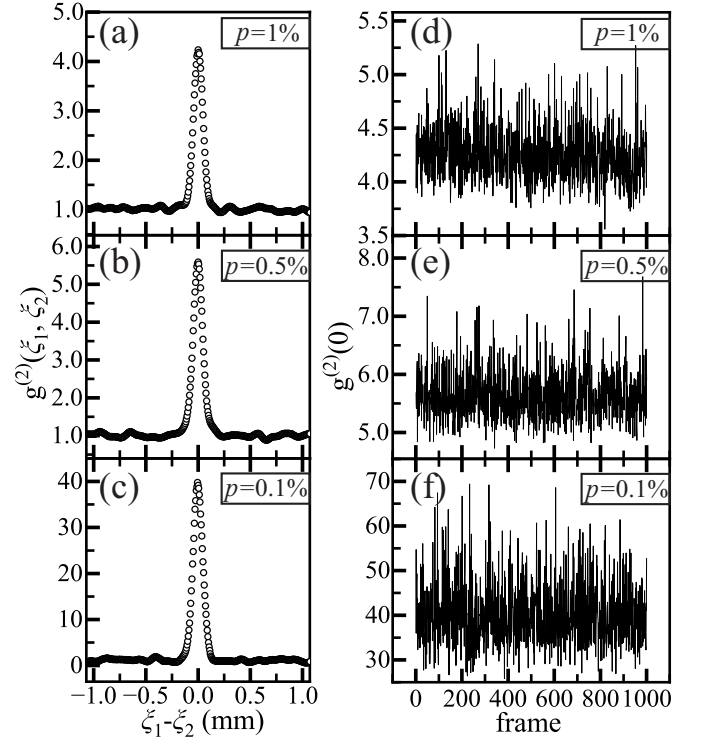 (a)
p=1%
5.0
4.0
3.0
2.0
1.0
(b)
p=0.5%
6.0
5.0
4.0
3.0
2.0
1.0
g⁽²⁾(ξ₁, ξ₂)
(c)
p=0.1%
40
30
20
10
0
−1.0 −0.5 0.0 0.5 1.0
ξ₁-ξ₂ (mm)
(d)
p=1%
5.5
5.0
4.5
4.0
3.5
(e)
p=0.5%
8.0
7.0
6.0
5.0
g⁽²⁾(0)
(f)
p=0.1%
70
60
50
40
30
0 200 400 600 800 1000
frame